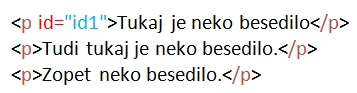 <p id="id1">Tukaj je neko besedilo</p>
<p>Tudi tukaj je neko besedilo.</p>
<p>Zopet neko besedilo.</p>